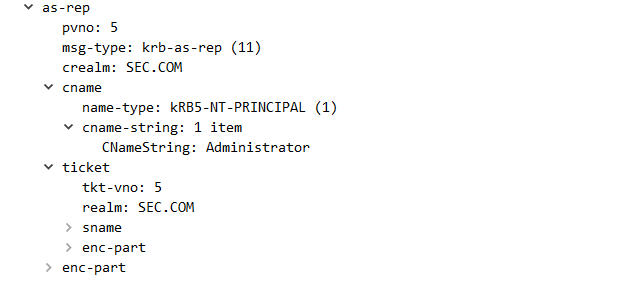 as-rep
pvno: 5
msg-type: krb-as-rep (11)
crealm: SEC.COM
cname
name-type: kRB5-NT-PRINCIPAL (1)
cname-string: 1 item
CNameString: Administrator
ticket
tkt-vno: 5
realm: SEC.COM
sname
enc-part
enc-part